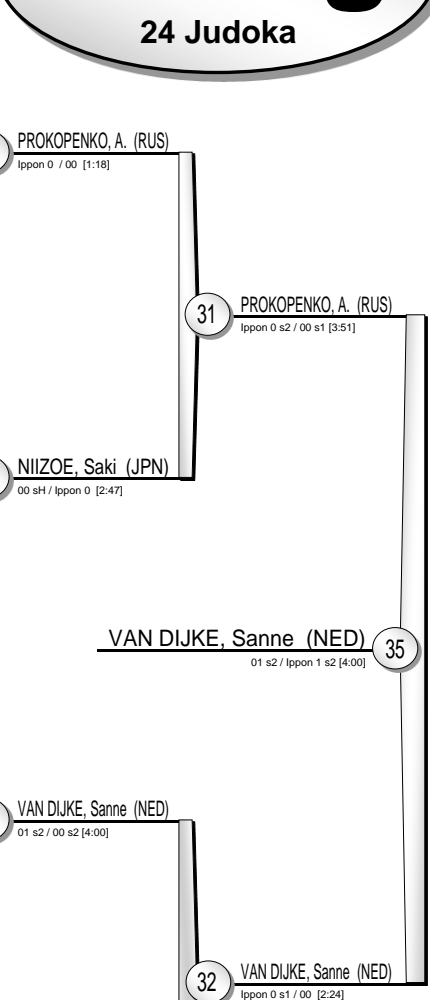 24 Judoka
PROKOPENKO, A. (RUS)
Ippon 0 / 00 [1:18]
31
PROKOPENKO, A. (RUS)
Ippon 0 s2 / 00 s1 [3:51]
NIIZOE, Saki (JPN)
00 sH / Ippon 0 [2:47]
VAN DIJKE, Sanne (NED)
35
01 s2 / Ippon 1 s2 [4:00]
VAN DIJKE, Sanne (NED)
01 s2 / 00 s2 [4:00]
32
VAN DIJKE, Sanne (NED)
Ippon 0 s1 / 00 [2:24]